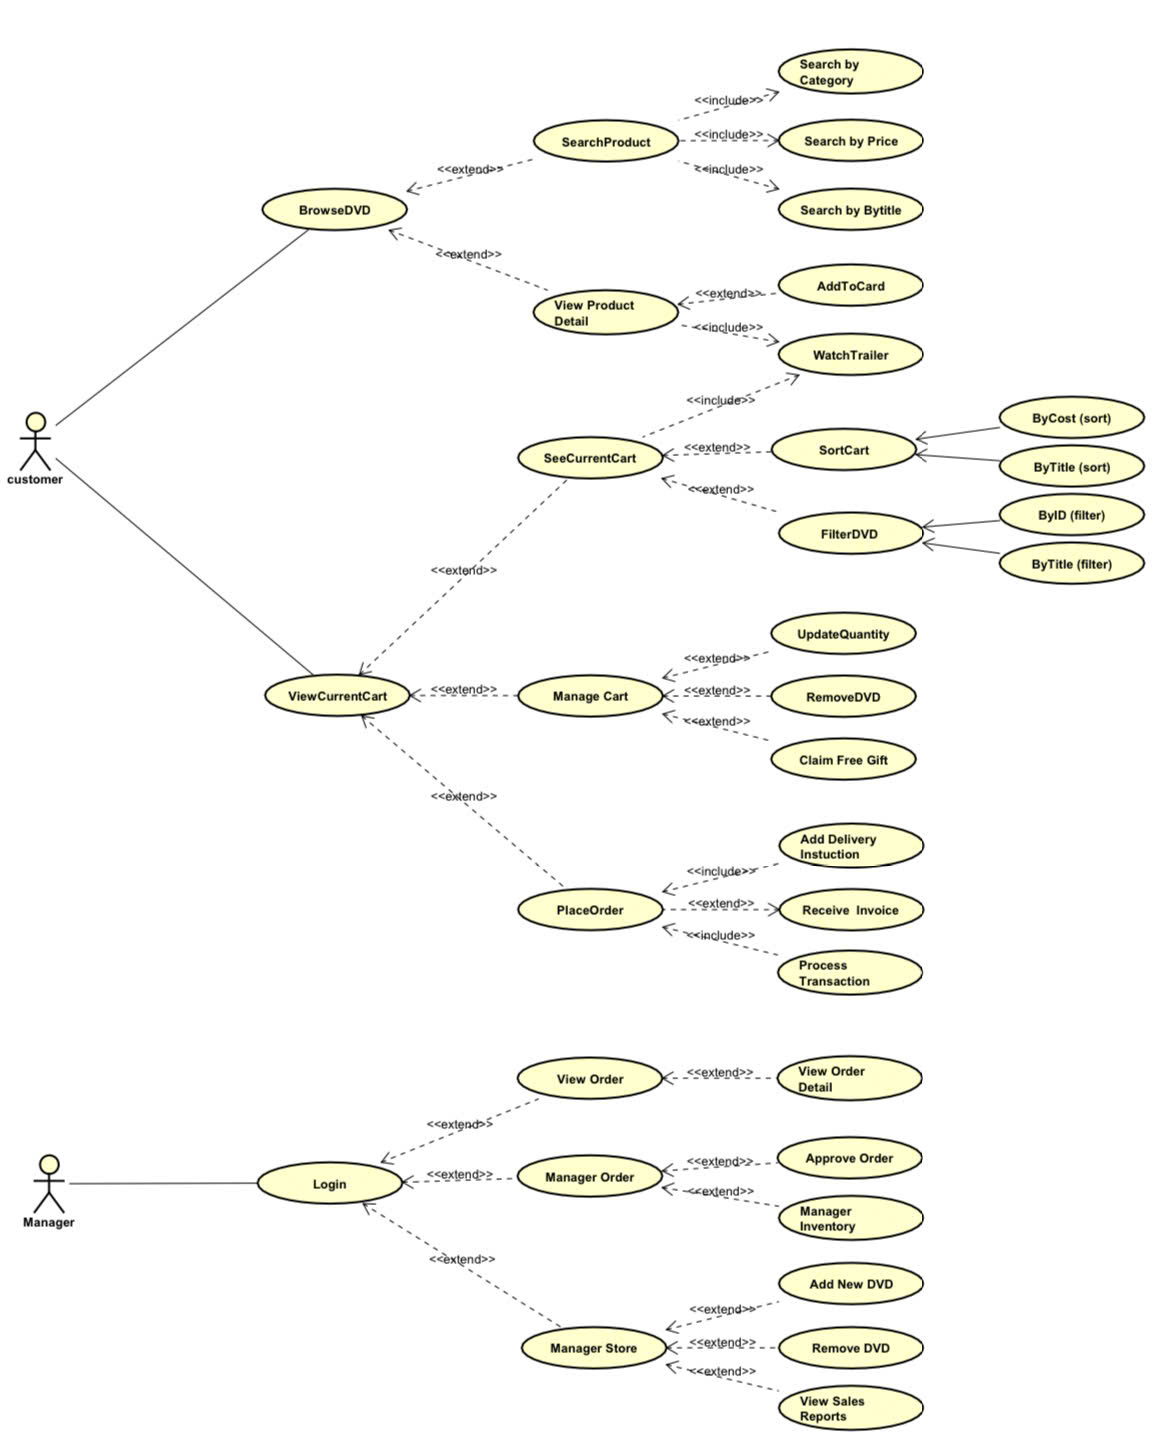 Search by
Category
<<include>>
SearchProduct
<<include>>
Search by Price
<<extend>>
<<include>>
BrowseDVD
Search by Bytitle
<<extend>>
View Product
Detail
<<extend>>
AddToCard
<<include>>
WatchTrailer
<<include>>
customer
SeeCurrentCart
<<extend>>
SortCart
ByCost (sort)
ByTitle (sort)
<<extend>>
FilterDVD
ByID (filter)
ByTitle (filter)
<<extend>>
UpdateQuantity
<<extend>>
ViewCurrentCart
<<extend>>
Manage Cart
<<extend>>
RemoveDVD
<<extend>>
Claim Free Gift
<<extend>>
Add Delivery
Instuction
<<include>>
PlaceOrder
<<extend>>
Receive Invoice
<<include>>
Process
Transaction
View Order
<<extend>>
View Order
Detail
<<extend>>
Manager
Login
<<extend>>
Manager Order
<<extend>>
Approve Order
<<extend>>
Manager
Inventory
<<extend>>
Add New DVD
<<extend>>
Manager Store
<<extend>>
Remove DVD
<<extend>>
View Sales
Reports